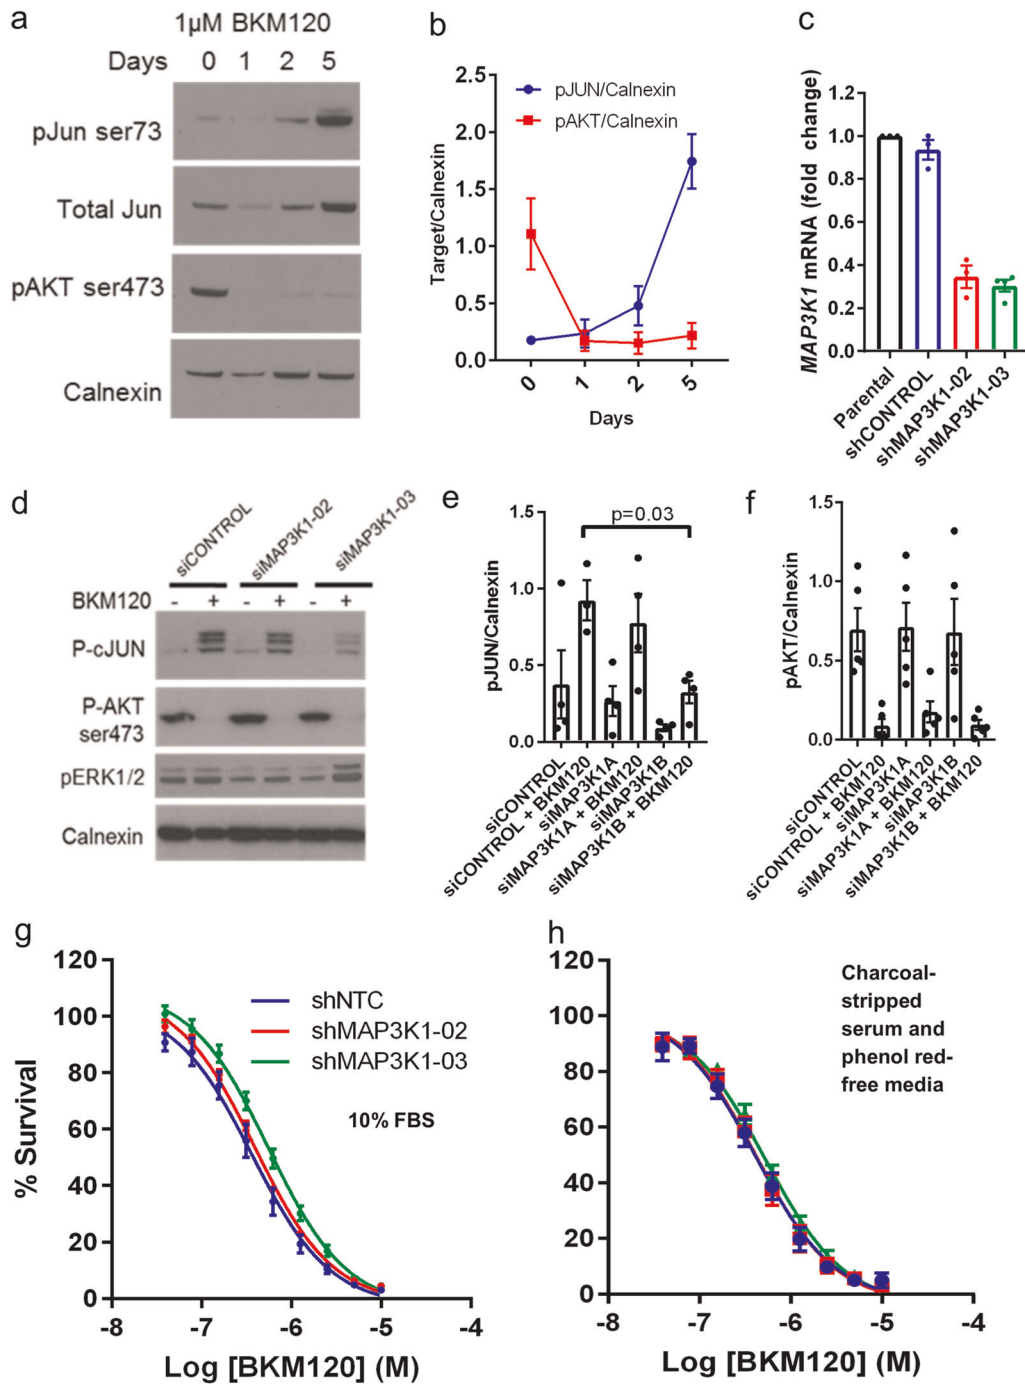 a
1µM BKM120
Days 0 1 2 5
pJun ser73
Total Jun
pAKT ser473
Calnexin
b
2.5
2.0
1.5
1.0
0.5
0.0
Target/Calnexin
pJUN/Calnexin
pAKT/Calnexin
0 1 2 5
Days
c
MAP3K1 mRNA (fold change)
1.2
1.0
0.8
0.6
0.4
0.2
0.0
Parental
shCONTROL
shMAP3K1-02
shMAP3K1-03
d
siCONTROL
siMAP3K1-02
siMAP3K1-03
BKM120 - + - + - +
P-cJUN
P-AKT
ser473
pERK1/2
Calnexin
e
pJUN/Calnexin
1.5
1.0
0.5
0.0
p=0.03
siCONTROL
siCONTROL + BKM120
siMAP3K1A
siMAP3K1A + BKM120
siMAP3K1B
siMAP3K1B + BKM120
f
pAKT/Calnexin
1.5
1.0
0.5
0.0
siCONTROL
siCONTROL + BKM120
siMAP3K1A
siMAP3K1A + BKM120
siMAP3K1B
siMAP3K1B + BKM120
g
% Survival
120
100
80
60
40
20
0
shNTC
shMAP3K1-02
shMAP3K1-03
10% FBS
-8 -7 -6 -5 -4
Log [BKM120] (M)
h
120
100
80
60
40
20
0
Charcoal-
stripped
serum and
phenol red-
free media
-8 -7 -6 -5 -4
Log [BKM120] (M)